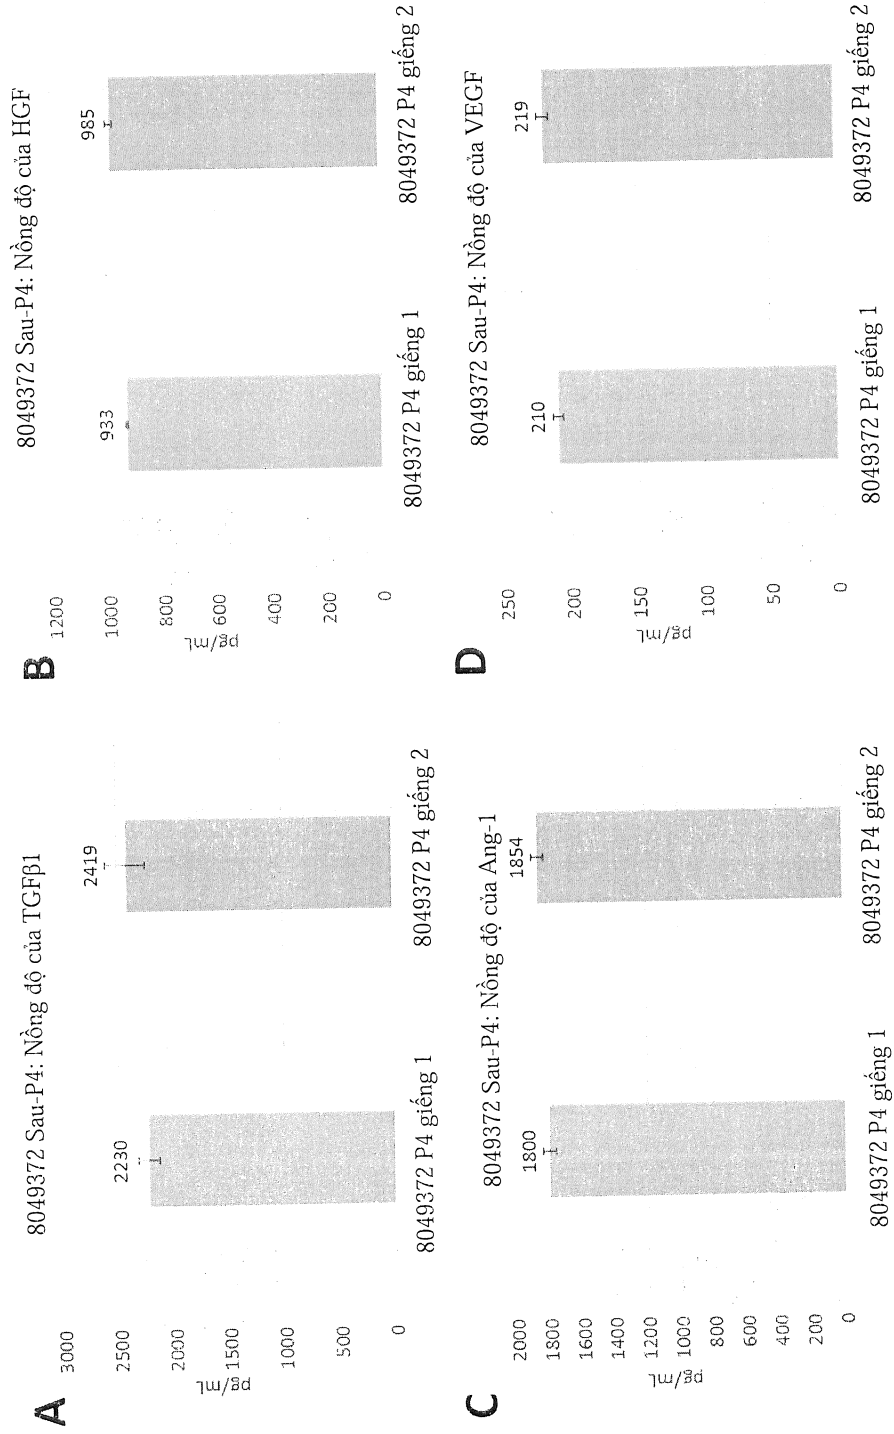 A
8049372 Sau-P4: Nồng độ của TGFβ1
3000
2500
2000
1500
1000
500
0
pg/mL
2230
2419
8049372 P4 giếng 1
8049372 P4 giếng 2
B
8049372 Sau-P4: Nồng độ của HGF
1200
1000
800
600
400
200
0
pg/mL
933
985
8049372 P4 giếng 1
8049372 P4 giếng 2
C
8049372 Sau-P4: Nồng độ của Ang-1
2000
1800
1600
1400
1200
1000
800
600
400
200
0
pg/mL
1800
1854
8049372 P4 giếng 1
8049372 P4 giếng 2
D
8049372 Sau-P4: Nồng độ của VEGF
250
200
150
100
50
0
pg/mL
210
219
8049372 P4 giếng 1
8049372 P4 giếng 2